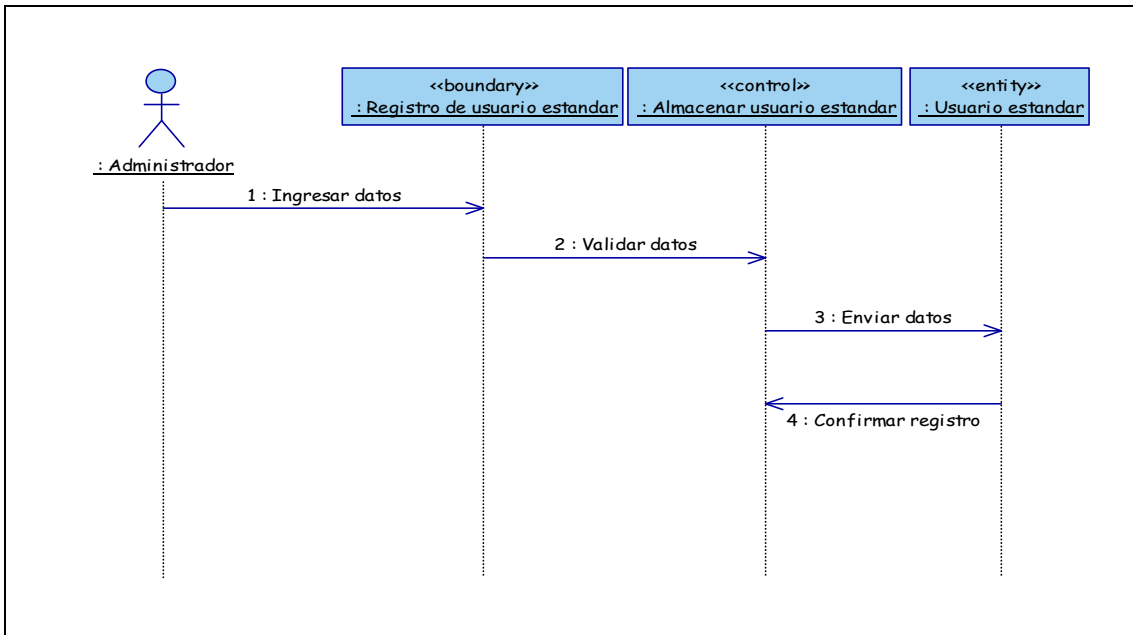 <<boundary>>
: Registro de usuario estandar
<<control>>
: Almacenar usuario estandar
<<entity>>
: Usuario estandar
: Administrador
1 : Ingresar datos
2 : Validar datos
3 : Enviar datos
4 : Confirmar registro